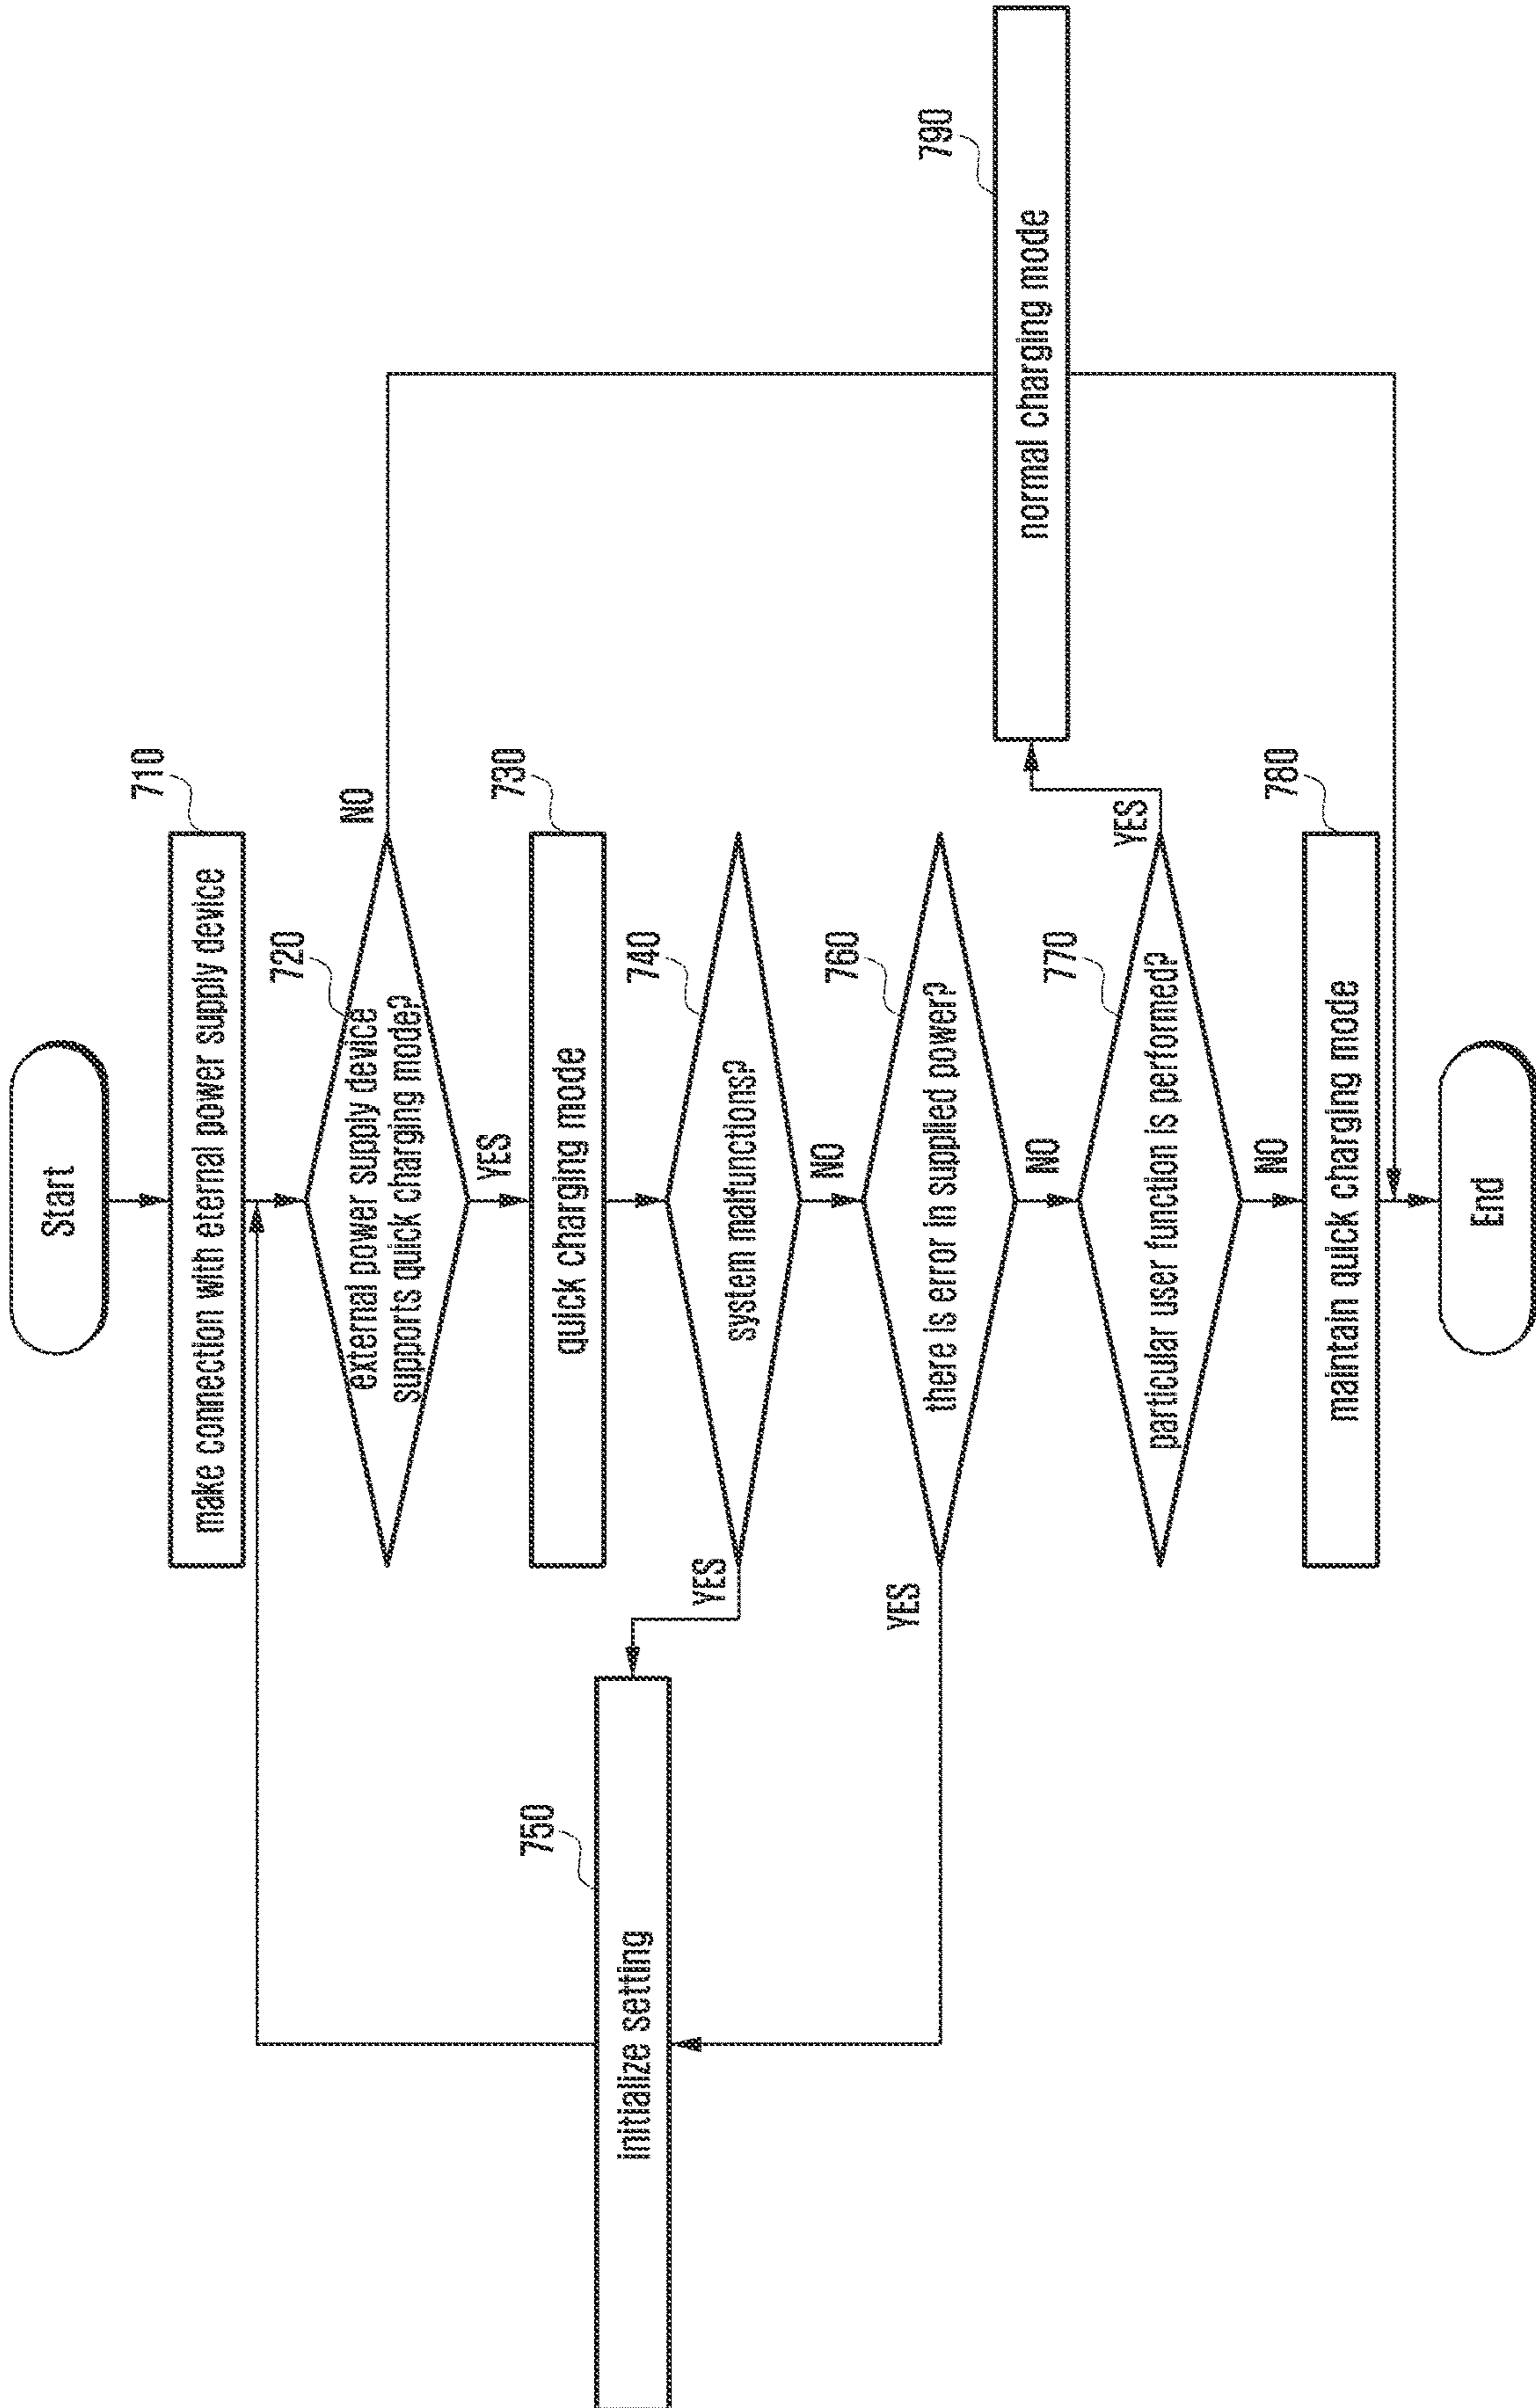 Start
710
make connection with eternal power supply device
720
external power supply device
supports quick charging mode?
NO
YES
730
quick charging mode
740
system malfunctions?
YES
NO
750
initialize setting
760
there is error in supplied power?
YES
NO
770
particular user function is performed?
YES
NO
790
normal charging mode
780
maintain quick charging mode
End